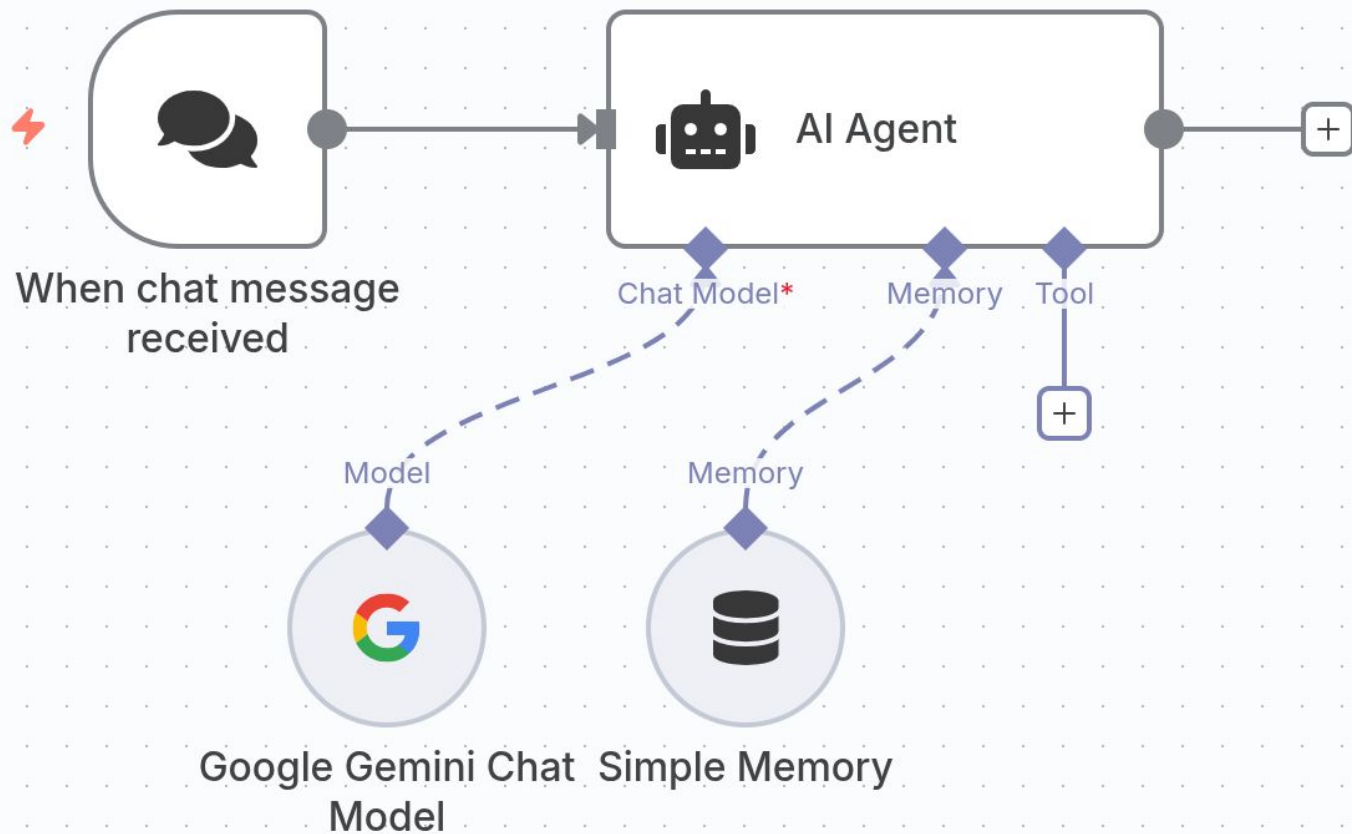 AI Agent
When chat message
received
Chat Model*
Memory
Tool
Model
Memory
Google Gemini Chat
Model
Simple Memory